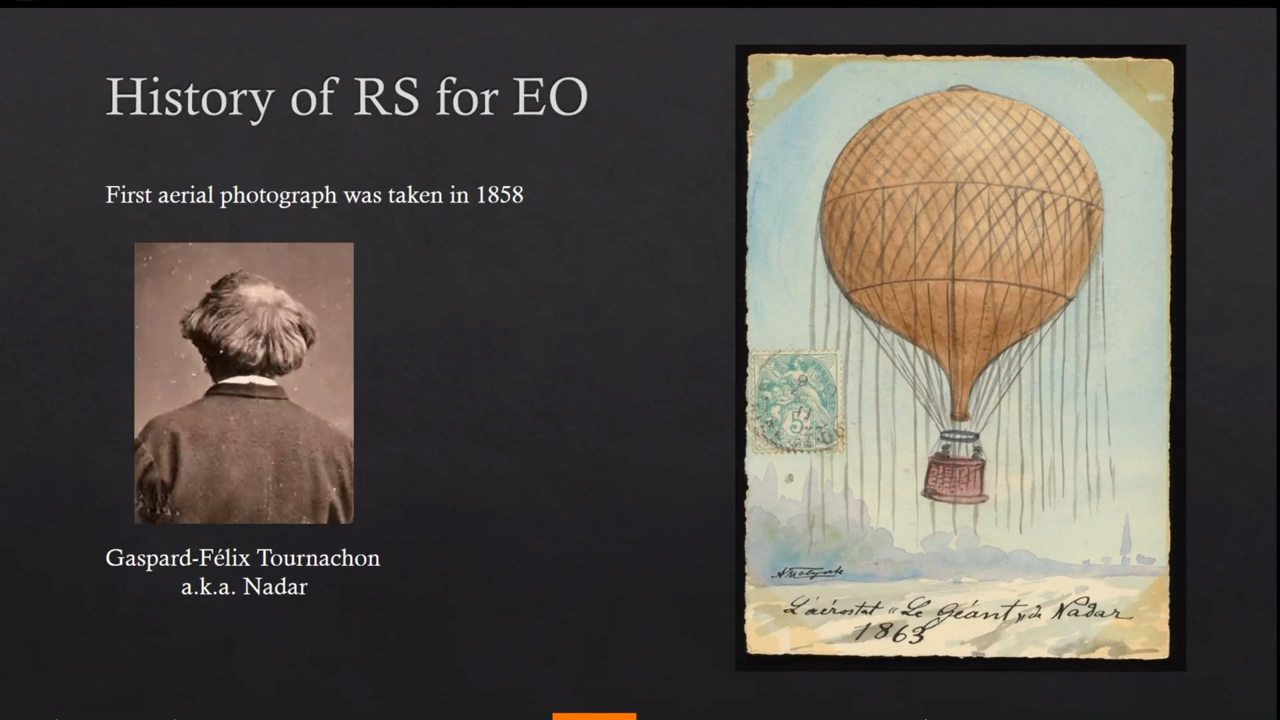 History of RS for EO
First aerial photograph was taken in 1858
Gaspard-Félix Tournachon
a.k.a. Nadar
5
L'aérostat "Le Géant" de Nadar
1863